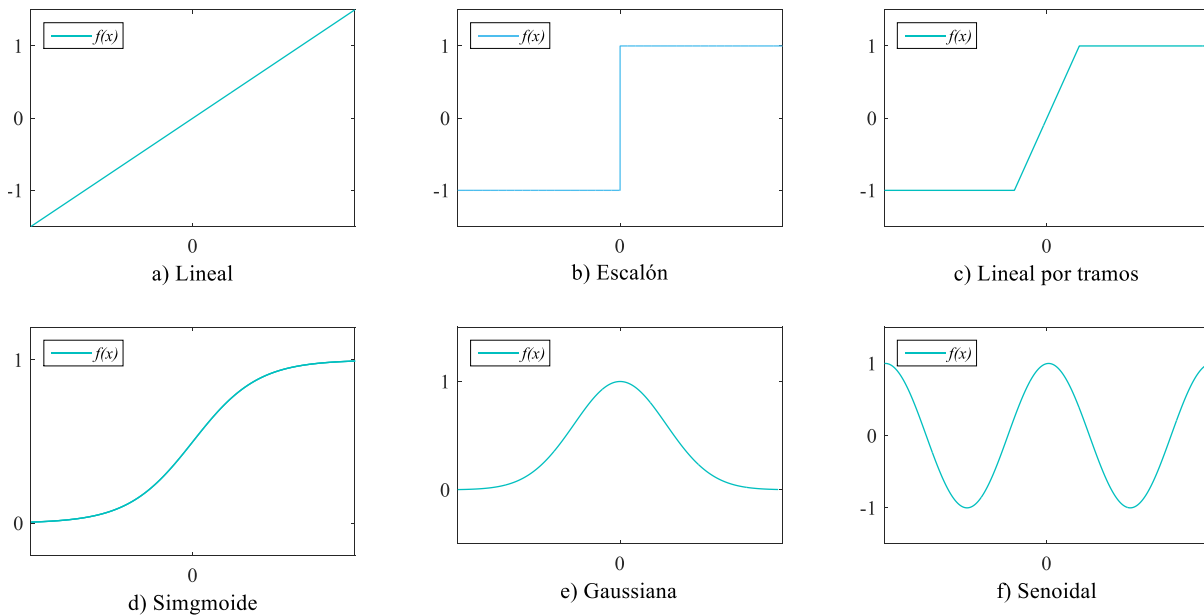 f(x)
1
0
-1
0
a) Lineal
f(x)
1
0
-1
0
b) Escalón
f(x)
1
0
-1
0
c) Lineal por tramos
f(x)
1
0
0
d) Simgmoide
f(x)
1
0
0
e) Gaussiana
f(x)
1
0
-1
0
f) Senoidal